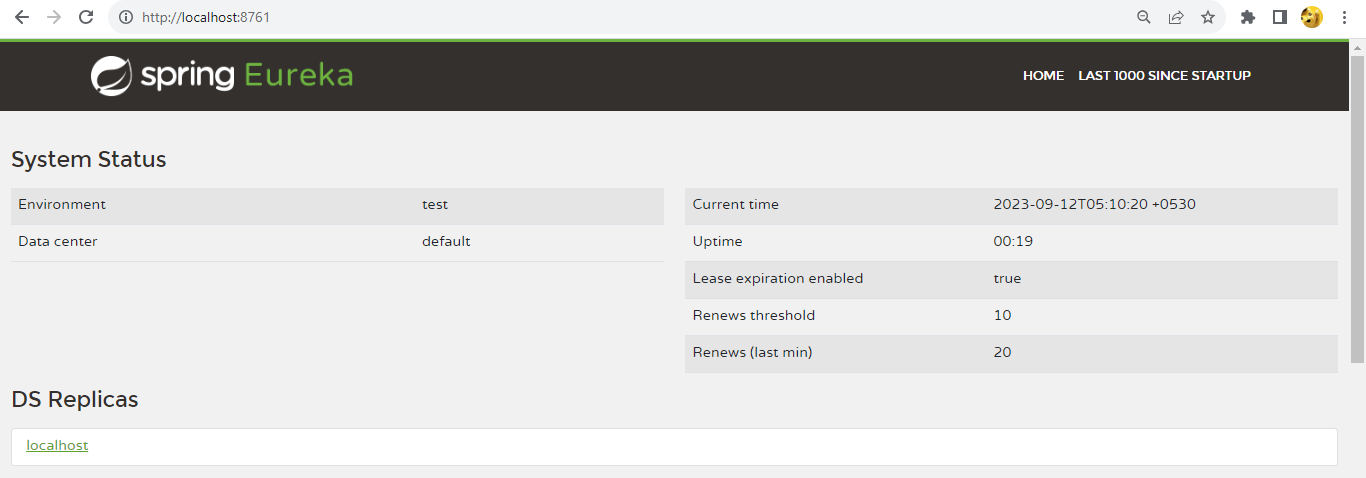 http://localhost:8761
spring Eureka
HOME LAST 1000 SINCE STARTUP
System Status
Environment test
Data center default
Current time 2023-09-12T05:10:20 +0530
Uptime 00:19
Lease expiration enabled true
Renews threshold 10
Renews (last min) 20
DS Replicas
localhost